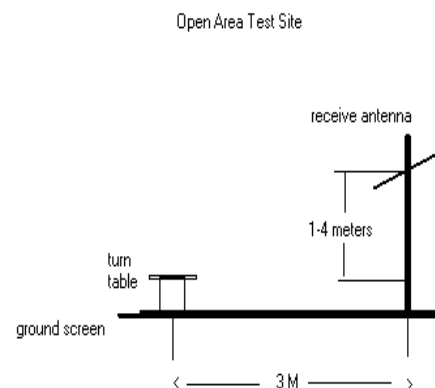 Open Area Test Site
receive antenna
1-4 meters
turn
table
ground screen
3 M